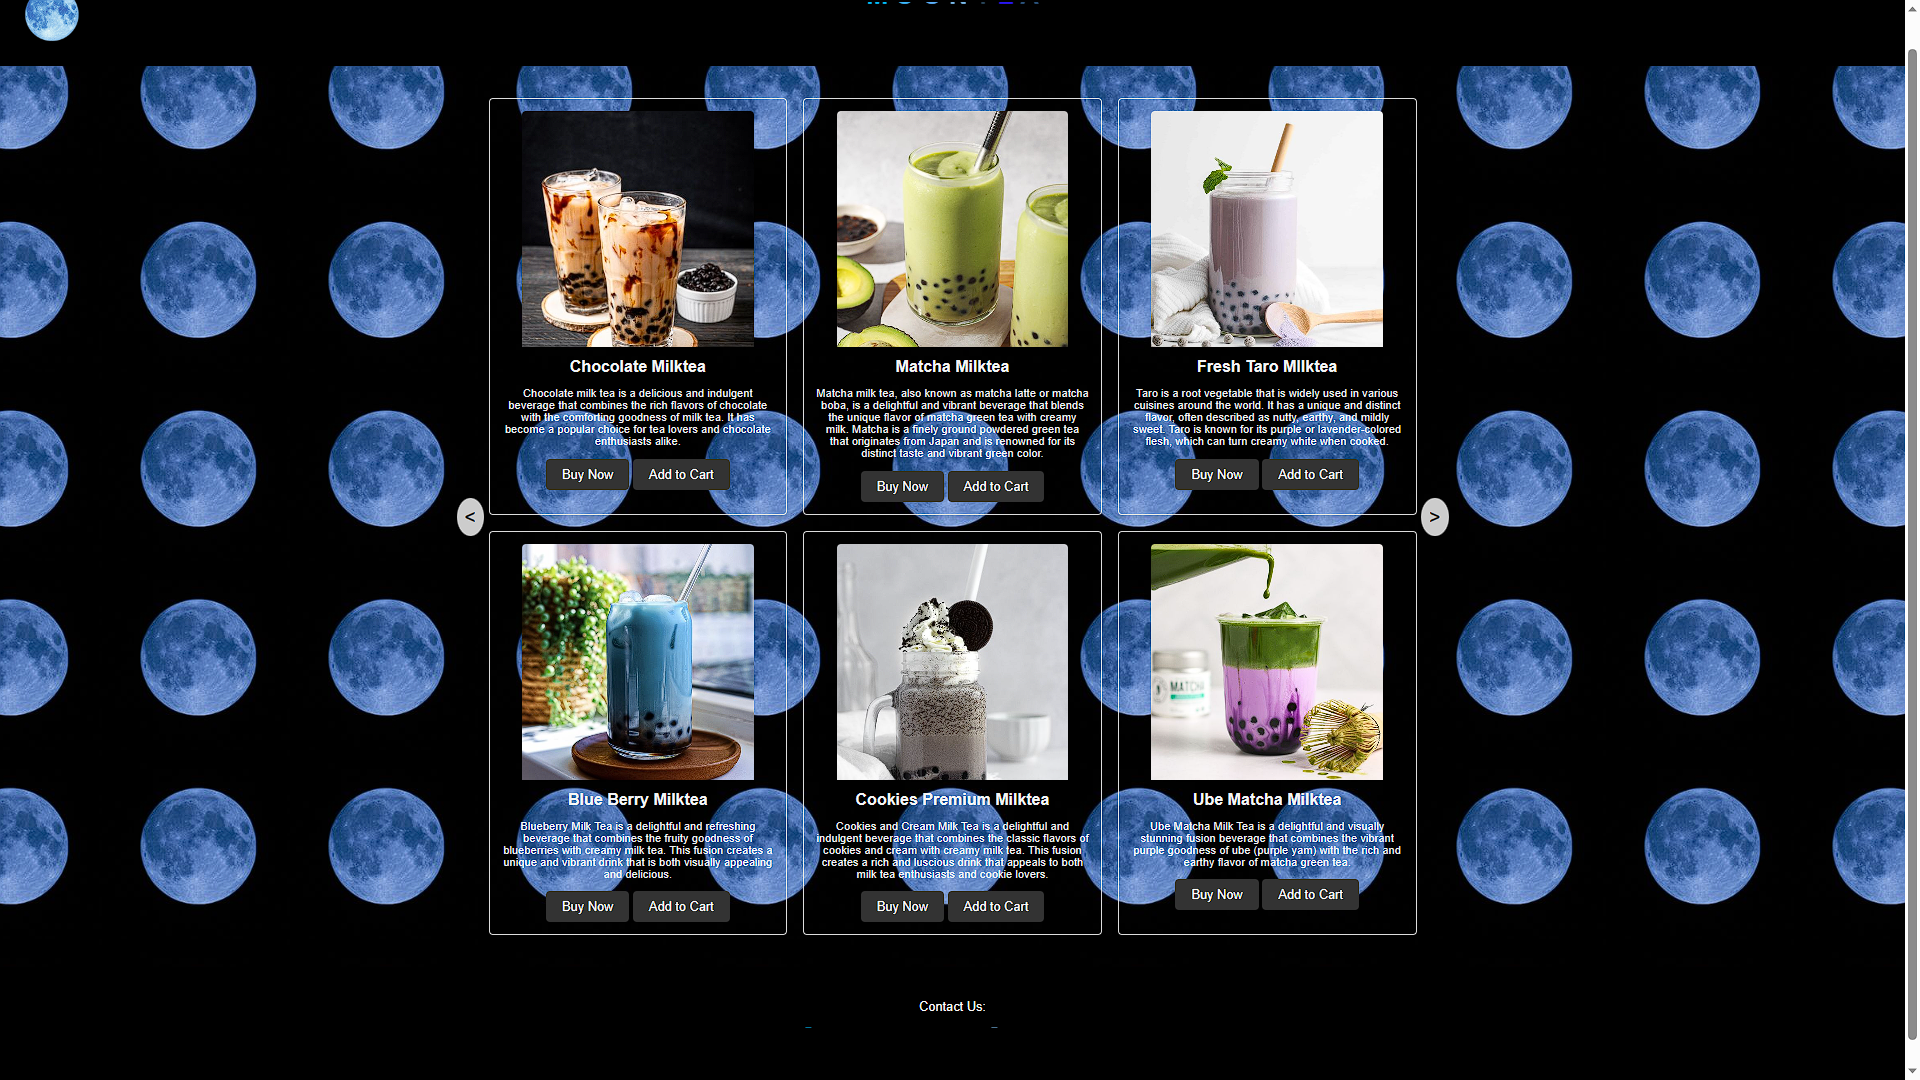 Chocolate Milktea
Chocolate milk tea is a delicious and indulgent
beverage that combines the rich flavors of chocolate
with the comforting goodness of milk tea. It has
become a popular choice for tea lovers and chocolate
enthusiasts alike.
Buy Now
Add to Cart
Matcha Milktea
Matcha milk tea, also known as matcha latte or matcha
boba, is a delightful and vibrant beverage that blends
the unique flavor of matcha green tea with creamy
milk. Matcha is a finely ground powdered green tea
that originates from Japan and is renowned for its
distinct taste and vibrant green color.
Buy Now
Add to Cart
Fresh Taro MIlktea
Taro is a root vegetable that is widely used in various
cuisines around the world. It has a unique and distinct
flavor, often described as nutty, earthy, and mildly
sweet. Taro is known for its purple or lavender-colored
flesh, which can turn creamy white when cooked.
Buy Now
Add to Cart
<
>
Blue Berry Milktea
Blueberry Milk Tea is a delightful and refreshing
beverage that combines the fruity goodness of
blueberries with creamy milk tea. This fusion creates a
unique and vibrant drink that is both visually appealing
and delicious.
Buy Now
Add to Cart
Cookies Premium Milktea
Cookies and Cream Milk Tea is a delightful and
indulgent beverage that combines the classic flavors of
cookies and cream with creamy milk tea. This fusion
creates a rich and luscious drink that appeals to both
milk tea enthusiasts and cookie lovers.
Buy Now
Add to Cart
MATCHA
Ube Matcha Milktea
Ube Matcha Milk Tea is a delightful and visually
stunning fusion beverage that combines the vibrant
purple goodness of ube (purple yam) with the rich and
earthy flavor of matcha green tea.
Buy Now
Add to Cart
Contact Us: